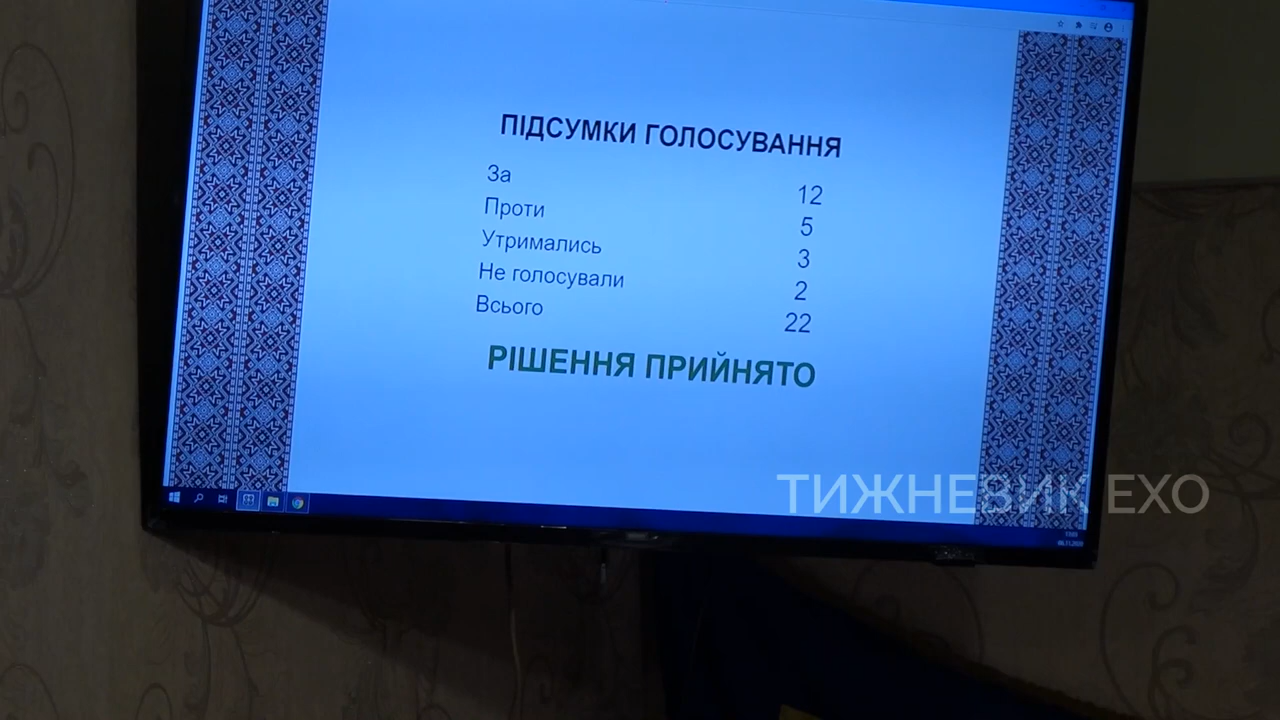 ПІДСУМКИ ГОЛОСУВАННЯ
За 12
Проти 5
Утримались 3
Не голосували 2
Всього 22
РІШЕННЯ ПРИЙНЯТО
ТИЖНЕВИК ЕХО